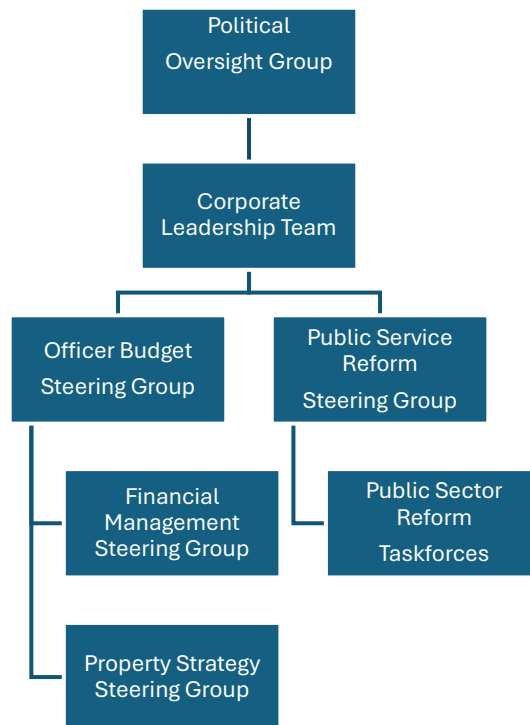 Political
Oversight Group
Corporate
Leadership Team
Officer Budget
Steering Group
Public Service
Reform
Steering Group
Financial
Management
Steering Group
Public Sector
Reform
Taskforces
Property Strategy
Steering Group